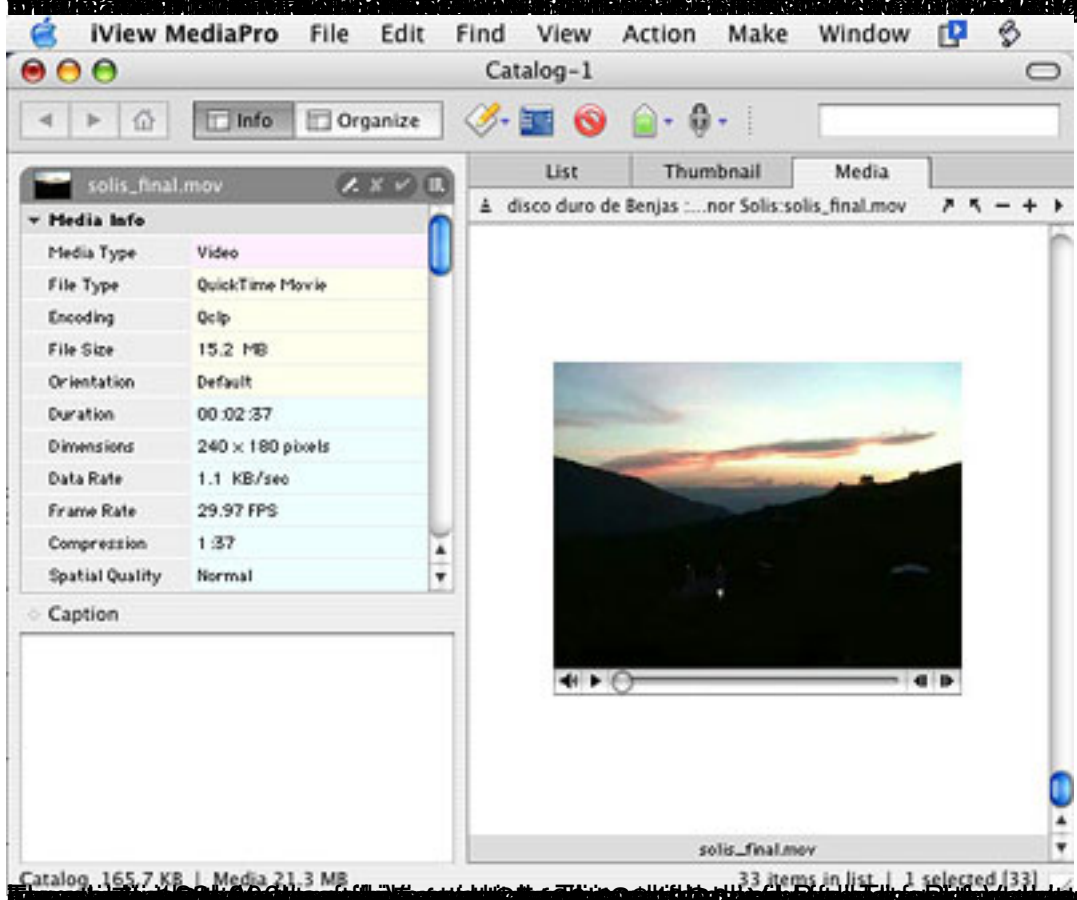 iView MediaPro File Edit Find View Action Make Window
Catalog-1
Info Organize
List Thumbnail Media
solis_final.mov
disco duro de Benjas :...nor Solis:solis_final.mov
Media Info
Media Type Video
File Type QuickTime Movie
Encoding Qclp
File Size 15.2 MB
Orientation Default
Duration 00:02:37
Dimensions 240 x 180 pixels
Data Rate 1.1 KB/sec
Frame Rate 29.97 FPS
Compression 1:37
Spatial Quality Normal
Caption
solis_final.mov
Catalog 165.7 KB | Media 21.3 MB
33 items in list | 1 selected [33]